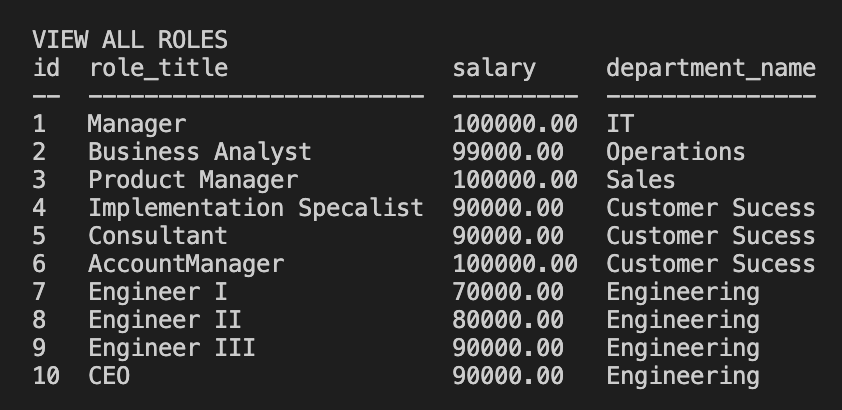 VIEW ALL ROLES
id role_title salary department_name
-- ------------------------ --------- ---------------
1 Manager 100000.00 IT
2 Business Analyst 99000.00 Operations
3 Product Manager 100000.00 Sales
4 Implementation Specalist 90000.00 Customer Sucess
5 Consultant 90000.00 Customer Sucess
6 AccountManager 100000.00 Customer Sucess
7 Engineer I 70000.00 Engineering
8 Engineer II 80000.00 Engineering
9 Engineer III 90000.00 Engineering
10 CEO 90000.00 Engineering